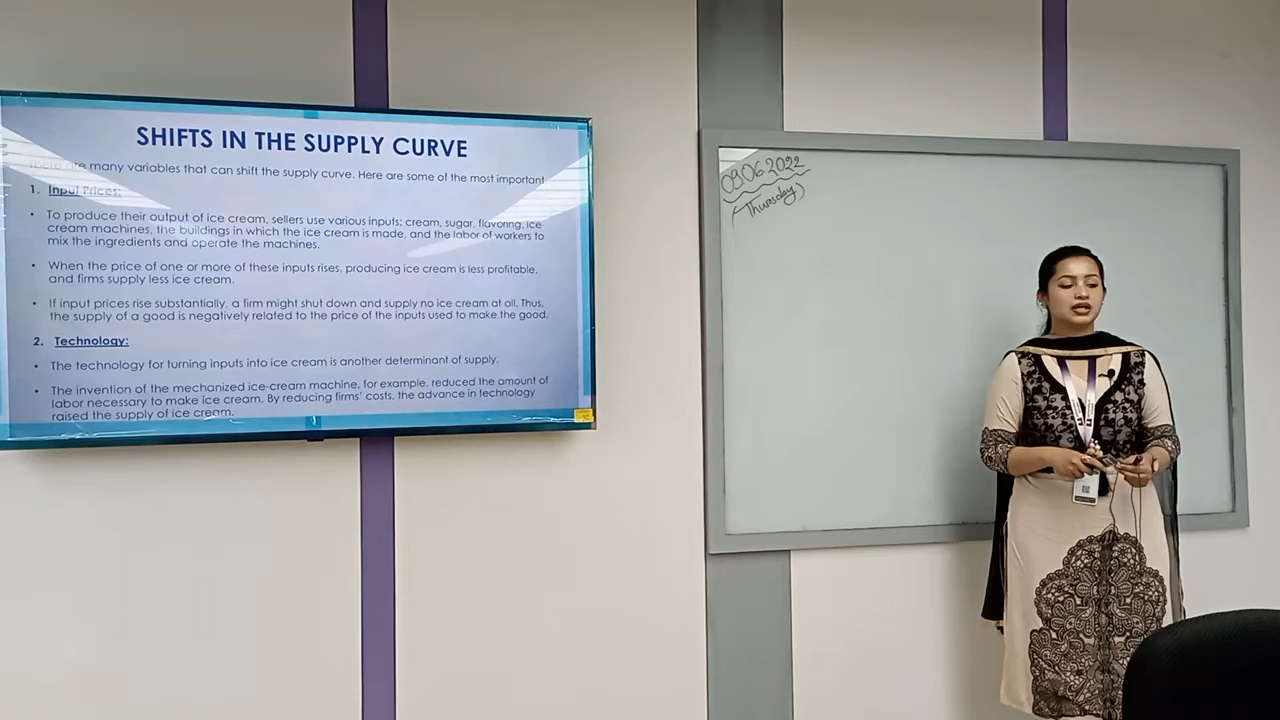 SHIFTS IN THE SUPPLY CURVE
There are many variables that can shift the supply curve. Here are some of the most important
1. Input Prices:
• To produce their output of ice cream, sellers use various inputs: cream, sugar, flavoring, ice-
cream machines, the buildings in which the ice cream is made, and the labor of workers to
mix the ingredients and operate the machines.
• When the price of one or more of these inputs rises, producing ice cream is less profitable,
and firms supply less ice cream.
• If input prices rise substantially, a firm might shut down and supply no ice cream at all. Thus,
the supply of a good is negatively related to the price of the inputs used to make the good.
2. Technology:
• The technology for turning inputs into ice cream is another determinant of supply.
• The invention of the mechanized ice-cream machine, for example, reduced the amount of
labor necessary to make ice cream. By reducing firms' costs, the advance in technology
raised the supply of ice cream.
09.06.2022
(Thursday)